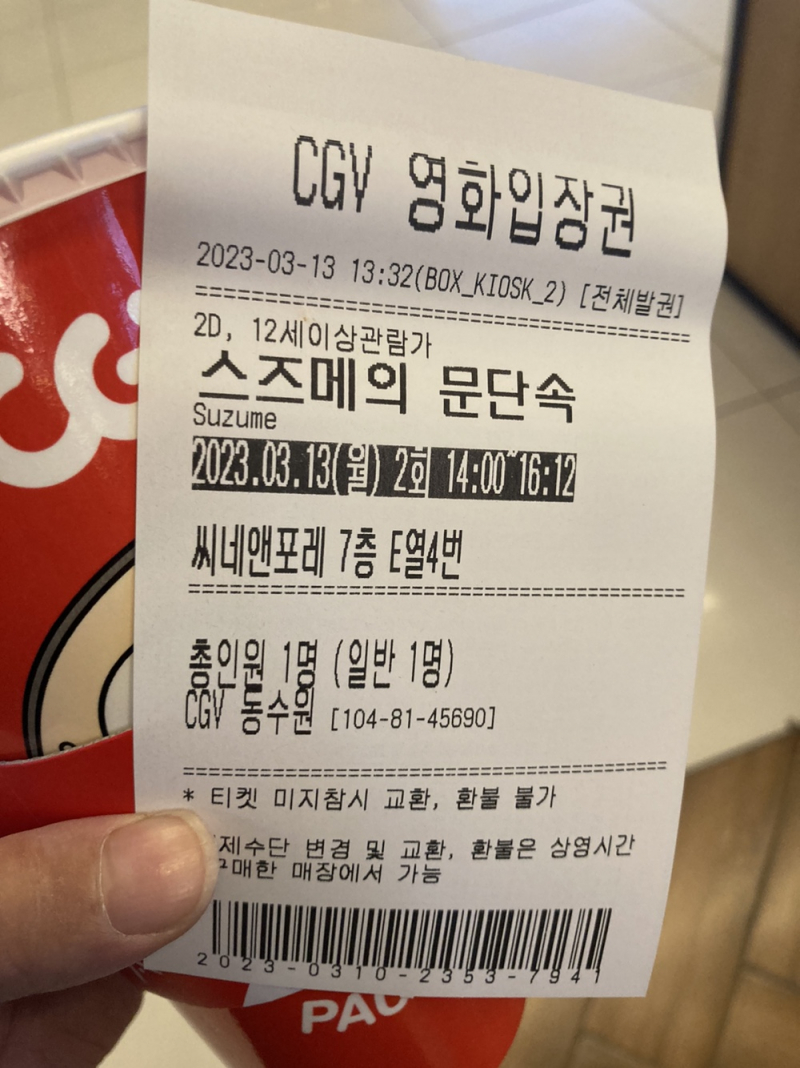 CGV 영화입장권
2023-03-13 13:32(BOX_KIOSK_2) [전체발권]
2D, 12세이상관람가
스즈메의 문단속
Suzume
2023.03.13(월) 2회 14:00~16:12
씨네앤포레 7층 E열4번
총인원 1명 (일반 1명)
CGV 동수원 [104-81-45690]
* 티켓 미지참시 교환, 환불 불가
제수단 변경 및 교환, 환불은 상영시간
매한 매장에서 가능
2023-0310-2353-7941